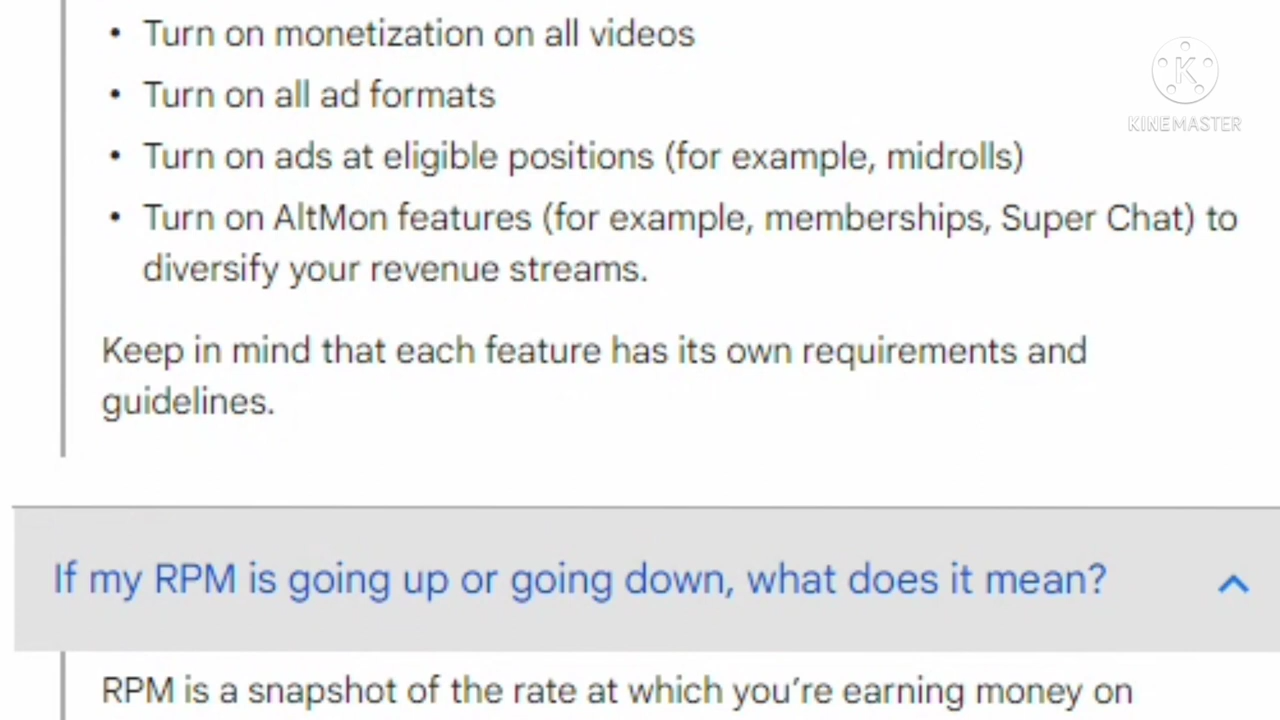 • Turn on monetization on all videos
• Turn on all ad formats
• Turn on ads at eligible positions (for example, midrolls)
• Turn on AltMon features (for example, memberships, Super Chat) to
diversify your revenue streams.
Keep in mind that each feature has its own requirements and
guidelines.
If my RPM is going up or going down, what does it mean?
RPM is a snapshot of the rate at which you're earning money on
K
KINEMASTER